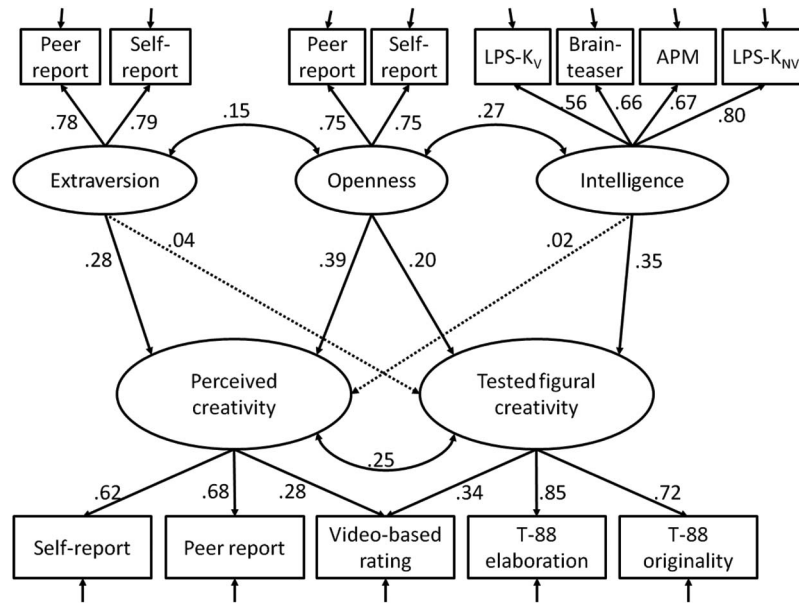 Peer
report
Self-
report
Peer
report
Self-
report
LPS-KV
Brain-
teaser
APM
LPS-KNV
.78
.79
.15
.75
.75
.27
.56
.66
.67
.80
Extraversion
Openness
Intelligence
.28
.04
.39
.20
.02
.35
Perceived
creativity
Tested figural
creativity
.25
.62
.68
.28
.34
.85
.72
Self-report
Peer report
Video-based
rating
T-88
elaboration
T-88
originality